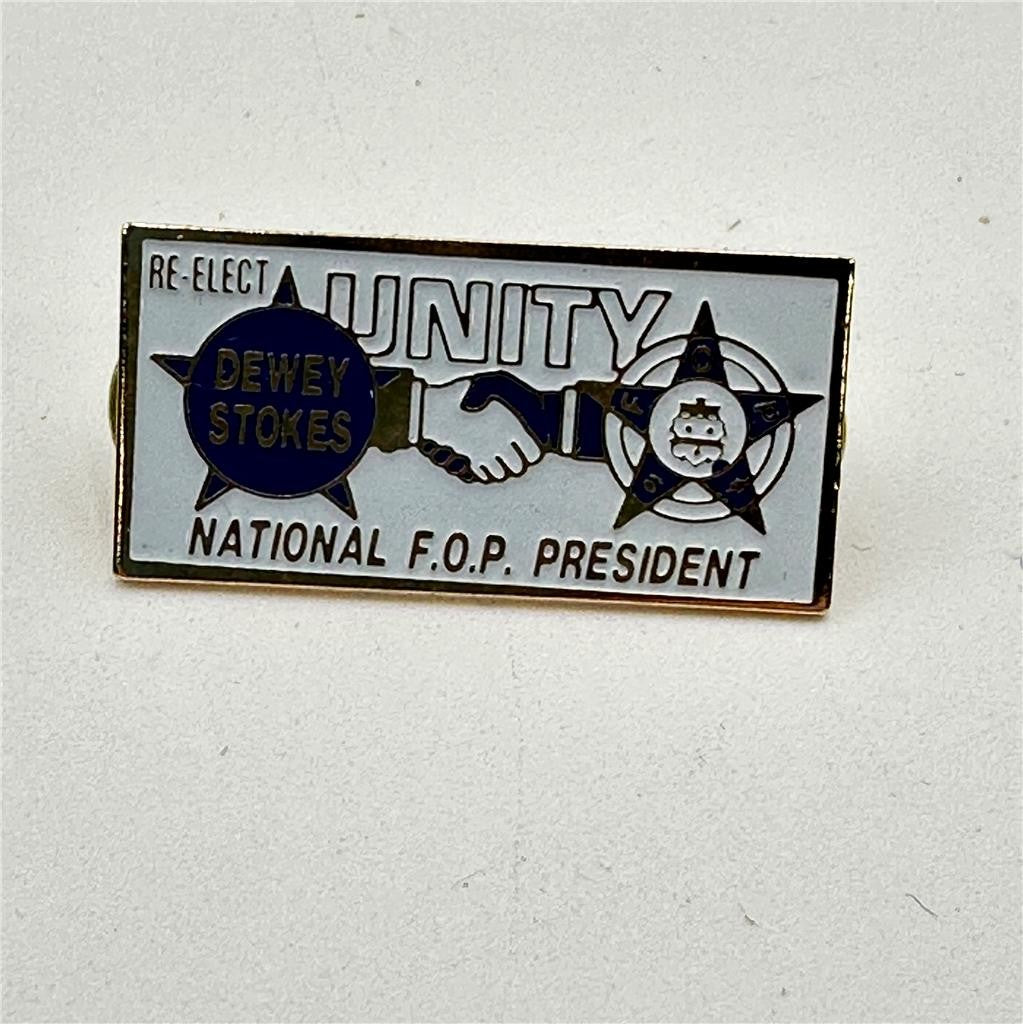 RE-ELECT
UNITY
DEWEY
STOKES
NATIONAL F.O.P. PRESIDENT